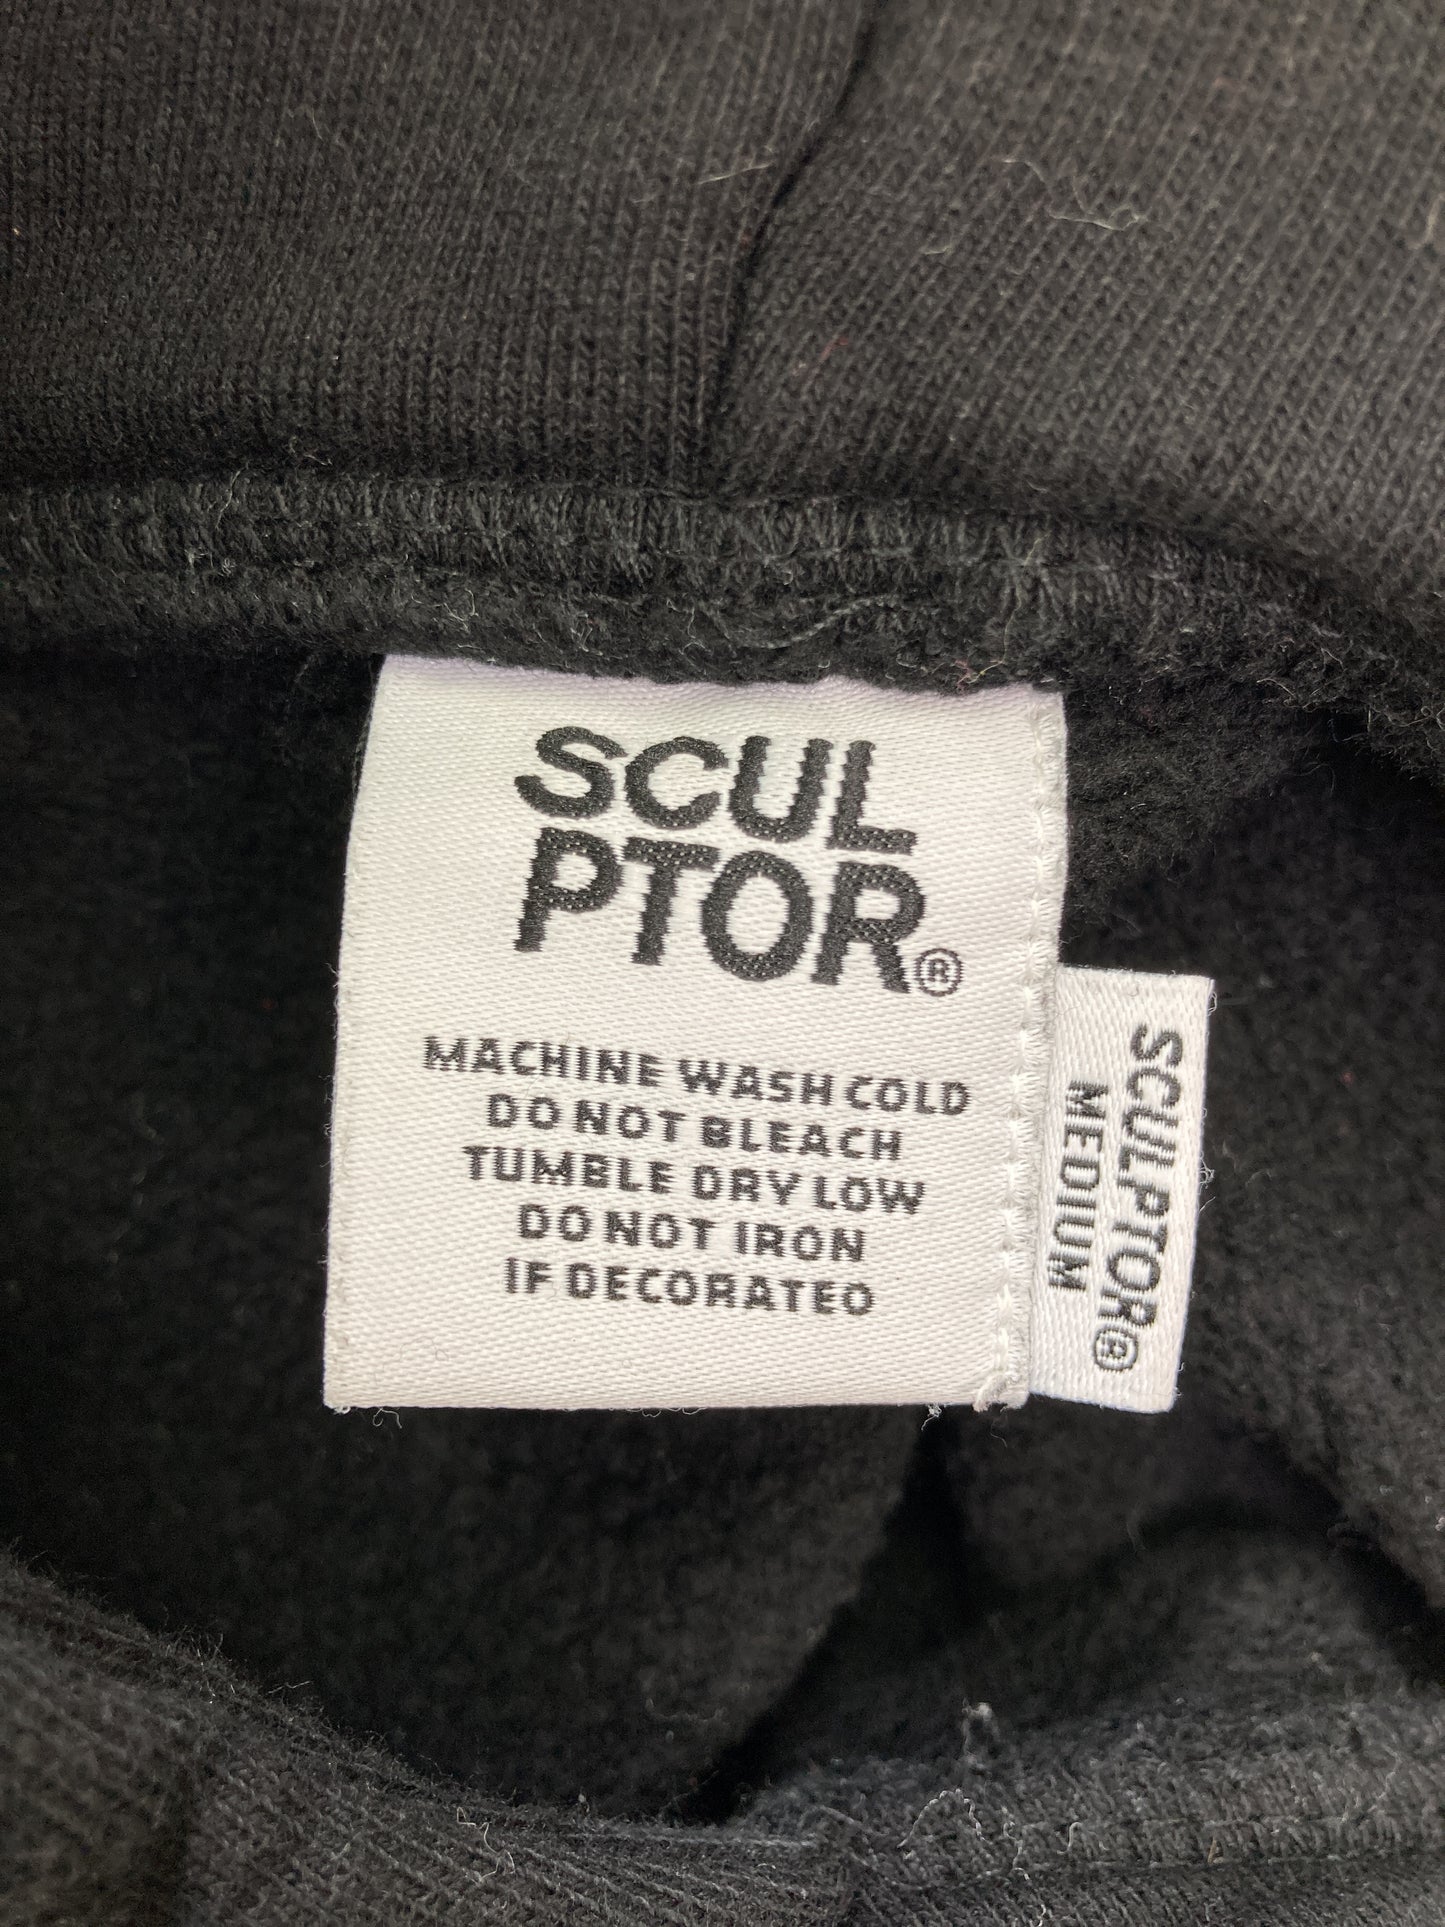 SCUL
PTOR®
MACHINE WASH COLD
DO NOT BLEACH
TUMBLE DRY LOW
DO NOT IRON
IF DECORATED
SCULPTOR®
MEDIUM